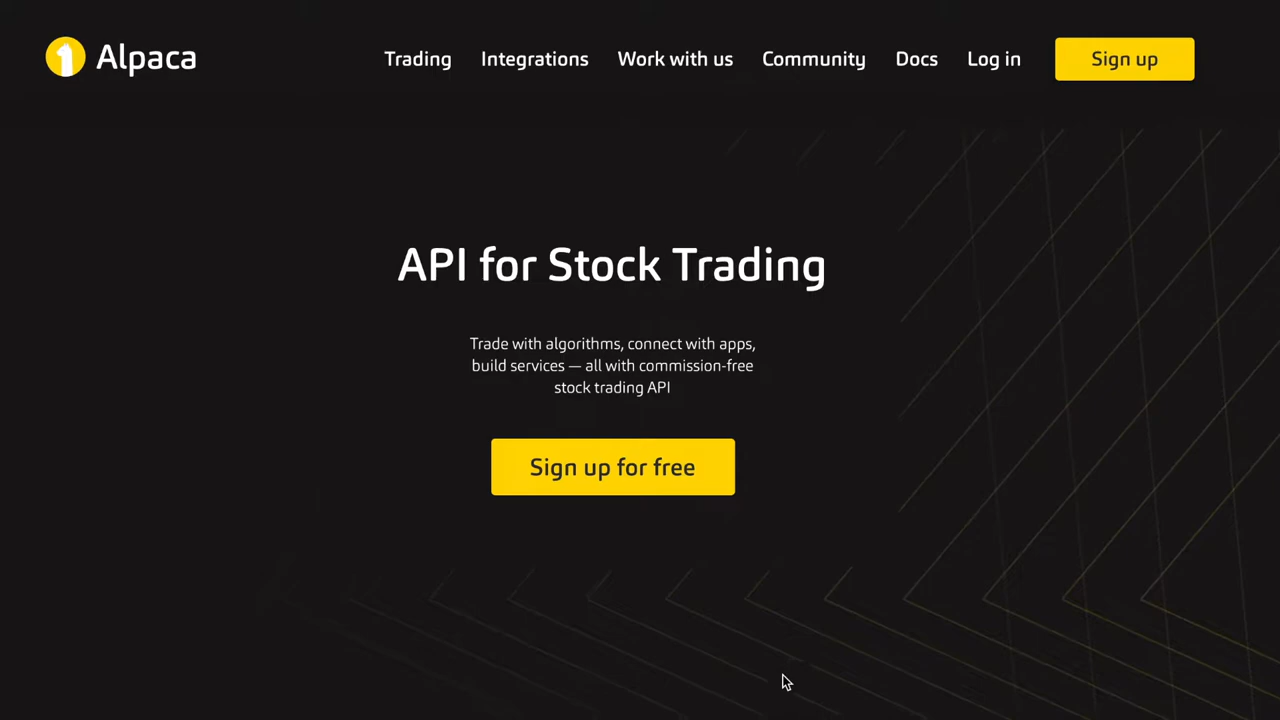 Alpaca
Trading Integrations Work with us Community Docs Log in Sign up
API for Stock Trading
Trade with algorithms, connect with apps,
build services — all with commission-free
stock trading API
Sign up for free